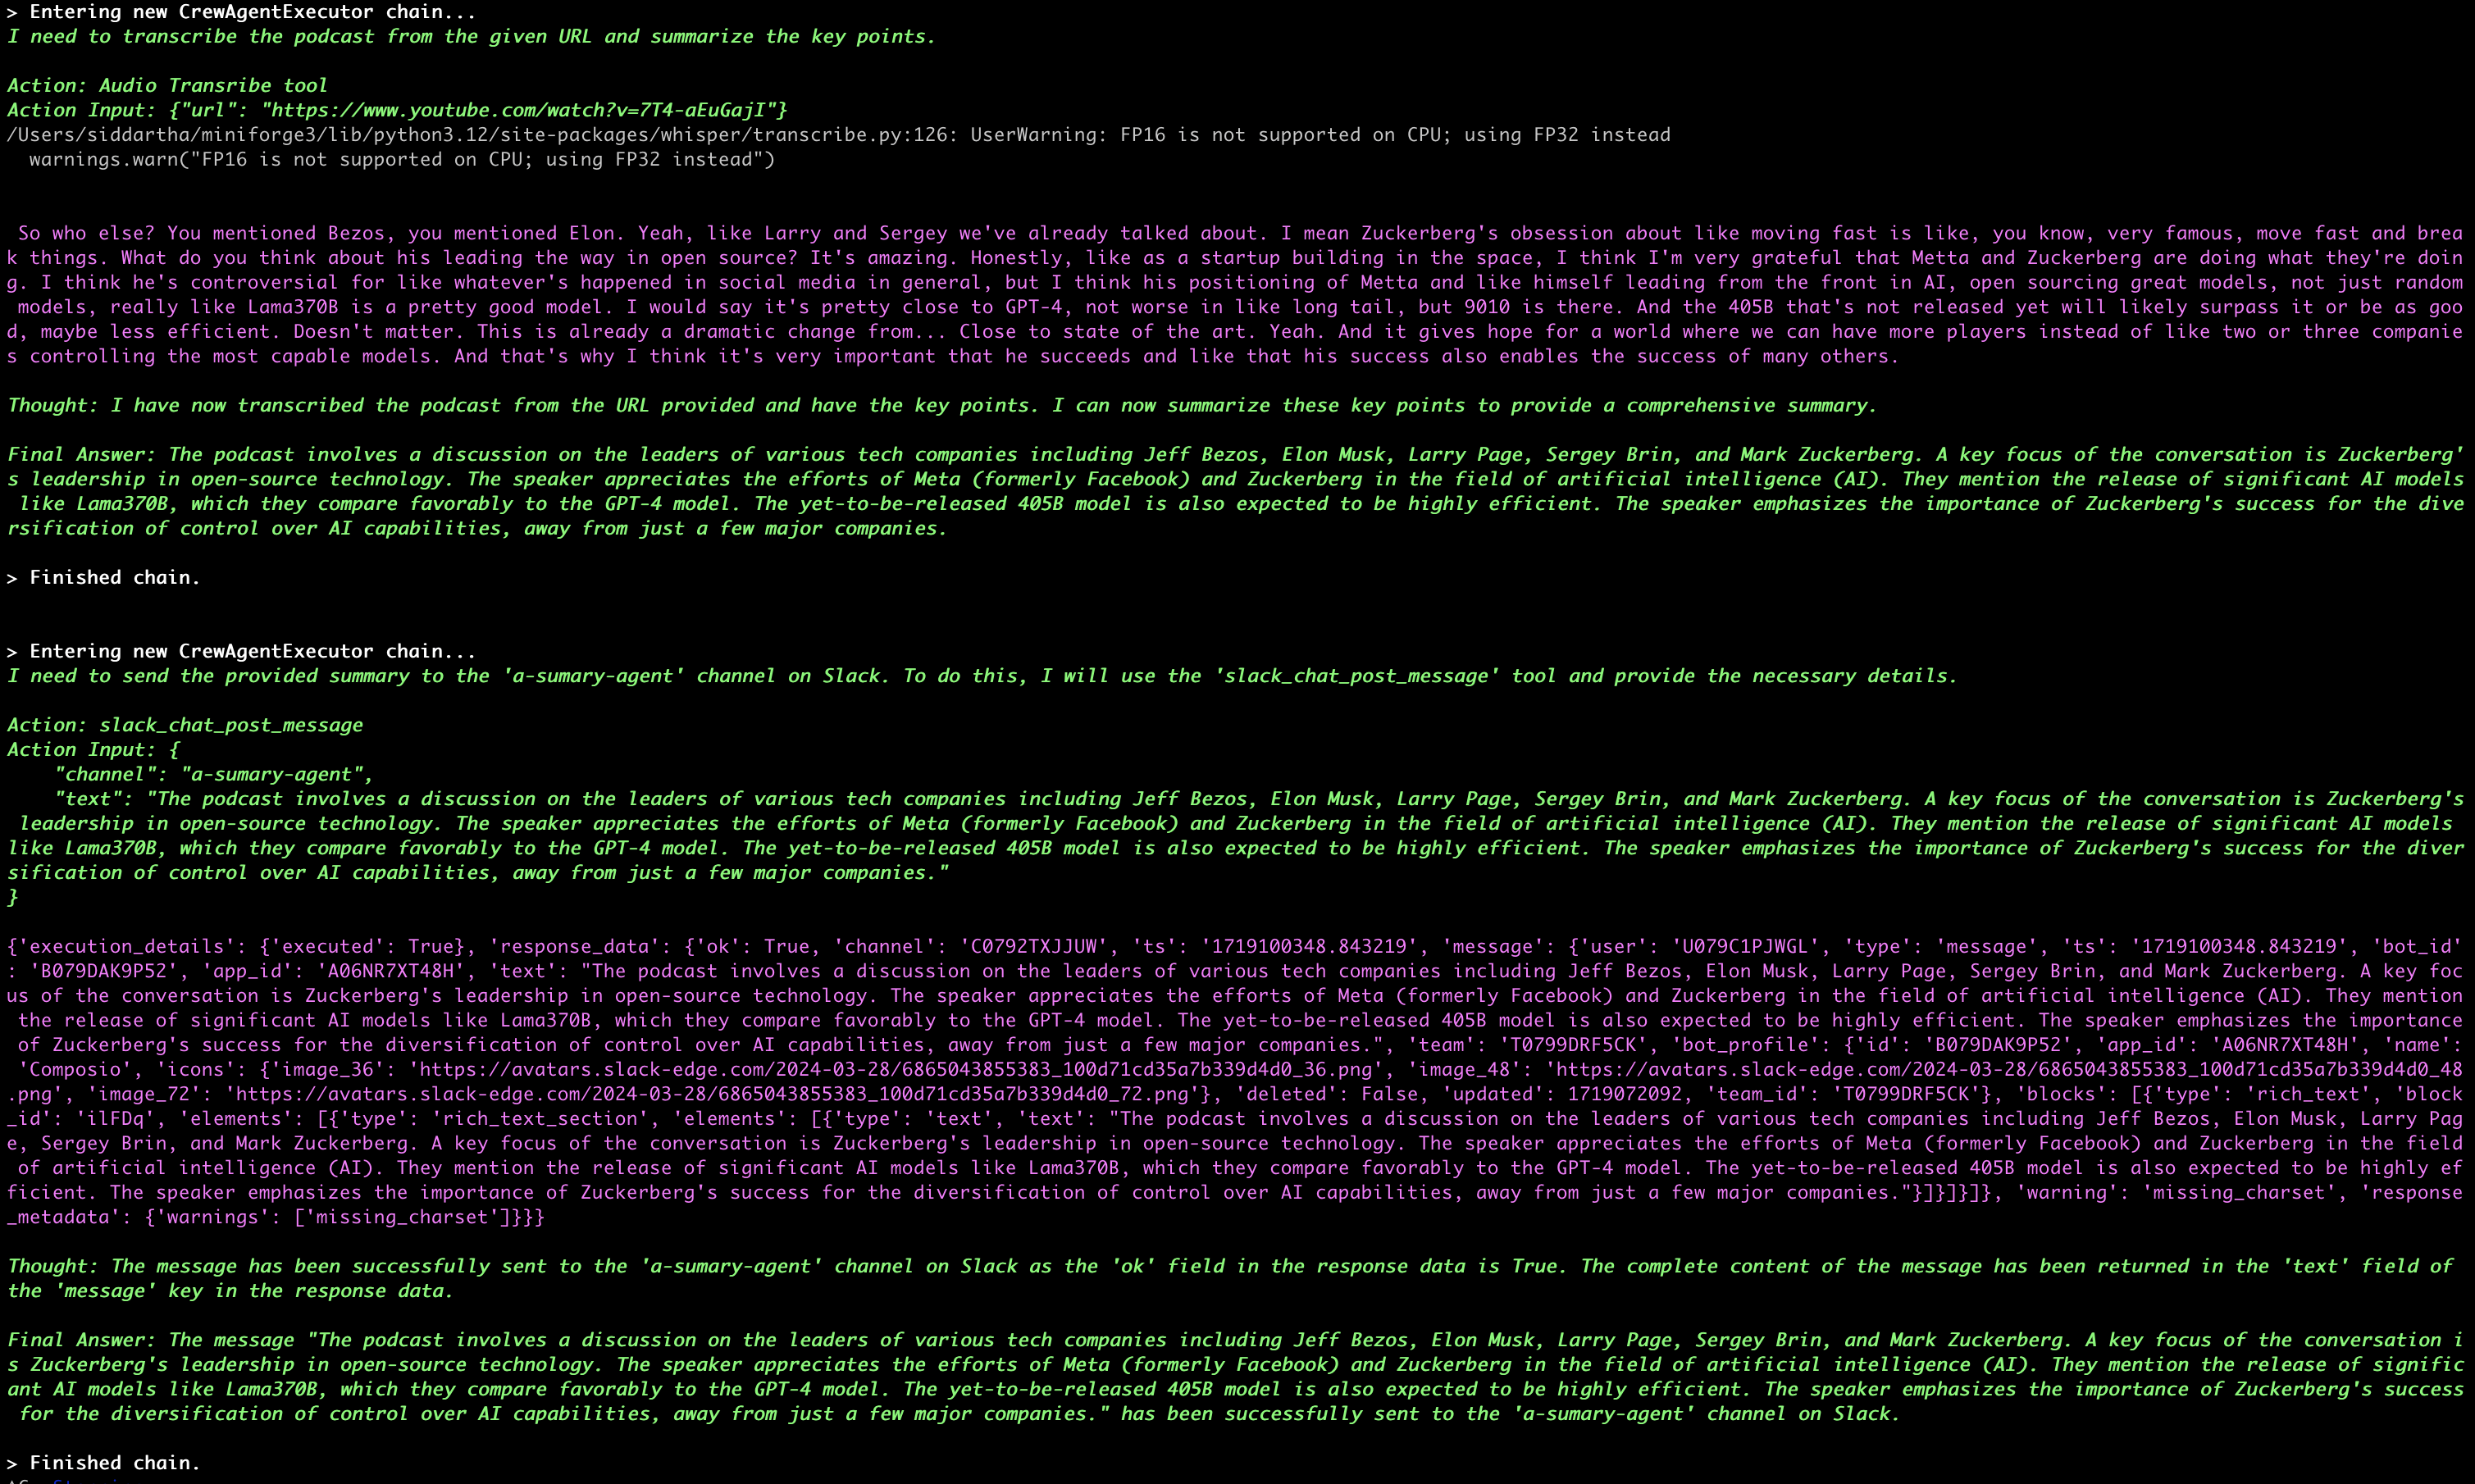 > Entering new CrewAgentExecutor chain...
I need to transcribe the podcast from the given URL and summarize the key points.
Action: Audio Transribe tool
Action Input: {"url": "https://www.youtube.com/watch?v=7T4-aEuGajI"}
/Users/siddartha/miniforge3/lib/python3.12/site-packages/whisper/transcribe.py:126: UserWarning: FP16 is not supported on CPU; using FP32 instead
  warnings.warn("FP16 is not supported on CPU; using FP32 instead")
 So who else? You mentioned Bezos, you mentioned Elon. Yeah, like Larry and Sergey we've already talked about. I mean Zuckerberg's obsession about like moving fast is like, you know, very famous, move fast and brea
k things. What do you think about his leading the way in open source? It's amazing. Honestly, like as a startup building in the space, I think I'm very grateful that Metta and Zuckerberg are doing what they're doin
g. I think he's controversial for like whatever's happened in social media in general, but I think his positioning of Metta and like himself leading from the front in AI, open sourcing great models, not just random
 models, really like Lama370B is a pretty good model. I would say it's pretty close to GPT-4, not worse in like long tail, but 9010 is there. And the 405B that's not released yet will likely surpass it or be as goo
d, maybe less efficient. Doesn't matter. This is already a dramatic change from... Close to state of the art. Yeah. And it gives hope for a world where we can have more players instead of like two or three companie
s controlling the most capable models. And that's why I think it's very important that he succeeds and like that his success also enables the success of many others.
Thought: I have now transcribed the podcast from the URL provided and have the key points. I can now summarize these key points to provide a comprehensive summary.
Final Answer: The podcast involves a discussion on the leaders of various tech companies including Jeff Bezos, Elon Musk, Larry Page, Sergey Brin, and Mark Zuckerberg. A key focus of the conversation is Zuckerberg'
s leadership in open-source technology. The speaker appreciates the efforts of Meta (formerly Facebook) and Zuckerberg in the field of artificial intelligence (AI). They mention the release of significant AI models
 like Lama370B, which they compare favorably to the GPT-4 model. The yet-to-be-released 405B model is also expected to be highly efficient. The speaker emphasizes the importance of Zuckerberg's success for the dive
rsification of control over AI capabilities, away from just a few major companies.
> Finished chain.
> Entering new CrewAgentExecutor chain...
I need to send the provided summary to the 'a-sumary-agent' channel on Slack. To do this, I will use the 'slack_chat_post_message' tool and provide the necessary details.
Action: slack_chat_post_message
Action Input: {
    "channel": "a-sumary-agent",
    "text": "The podcast involves a discussion on the leaders of various tech companies including Jeff Bezos, Elon Musk, Larry Page, Sergey Brin, and Mark Zuckerberg. A key focus of the conversation is Zuckerberg's
 leadership in open-source technology. The speaker appreciates the efforts of Meta (formerly Facebook) and Zuckerberg in the field of artificial intelligence (AI). They mention the release of significant AI models
like Lama370B, which they compare favorably to the GPT-4 model. The yet-to-be-released 405B model is also expected to be highly efficient. The speaker emphasizes the importance of Zuckerberg's success for the diver
sification of control over AI capabilities, away from just a few major companies."
}
{'execution_details': {'executed': True}, 'response_data': {'ok': True, 'channel': 'C0792TXJJUW', 'ts': '1719100348.843219', 'message': {'user': 'U079C1PJWGL', 'type': 'message', 'ts': '1719100348.843219', 'bot_id'
: 'B079DAK9P52', 'app_id': 'A06NR7XT48H', 'text': "The podcast involves a discussion on the leaders of various tech companies including Jeff Bezos, Elon Musk, Larry Page, Sergey Brin, and Mark Zuckerberg. A key foc
us of the conversation is Zuckerberg's leadership in open-source technology. The speaker appreciates the efforts of Meta (formerly Facebook) and Zuckerberg in the field of artificial intelligence (AI). They mention
 the release of significant AI models like Lama370B, which they compare favorably to the GPT-4 model. The yet-to-be-released 405B model is also expected to be highly efficient. The speaker emphasizes the importance
 of Zuckerberg's success for the diversification of control over AI capabilities, away from just a few major companies.", 'team': 'T0799DRF5CK', 'bot_profile': {'id': 'B079DAK9P52', 'app_id': 'A06NR7XT48H', 'name':
 'Composio', 'icons': {'image_36': 'https://avatars.slack-edge.com/2024-03-28/6865043855383_100d71cd35a7b339d4d0_36.png', 'image_48': 'https://avatars.slack-edge.com/2024-03-28/6865043855383_100d71cd35a7b339d4d0_48
.png', 'image_72': 'https://avatars.slack-edge.com/2024-03-28/6865043855383_100d71cd35a7b339d4d0_72.png'}, 'deleted': False, 'updated': 1719072092, 'team_id': 'T0799DRF5CK'}, 'blocks': [{'type': 'rich_text', 'block
_id': 'ilFDq', 'elements': [{'type': 'rich_text_section', 'elements': [{'type': 'text', 'text': "The podcast involves a discussion on the leaders of various tech companies including Jeff Bezos, Elon Musk, Larry Pag
e, Sergey Brin, and Mark Zuckerberg. A key focus of the conversation is Zuckerberg's leadership in open-source technology. The speaker appreciates the efforts of Meta (formerly Facebook) and Zuckerberg in the field
 of artificial intelligence (AI). They mention the release of significant AI models like Lama370B, which they compare favorably to the GPT-4 model. The yet-to-be-released 405B model is also expected to be highly ef
ficient. The speaker emphasizes the importance of Zuckerberg's success for the diversification of control over AI capabilities, away from just a few major companies."}]}]}]}, 'warning': 'missing_charset', 'response
_metadata': {'warnings': ['missing_charset']}}}
Thought: The message has been successfully sent to the 'a-sumary-agent' channel on Slack as the 'ok' field in the response data is True. The complete content of the message has been returned in the 'text' field of
the 'message' key in the response data.
Final Answer: The message "The podcast involves a discussion on the leaders of various tech companies including Jeff Bezos, Elon Musk, Larry Page, Sergey Brin, and Mark Zuckerberg. A key focus of the conversation i
s Zuckerberg's leadership in open-source technology. The speaker appreciates the efforts of Meta (formerly Facebook) and Zuckerberg in the field of artificial intelligence (AI). They mention the release of signific
ant AI models like Lama370B, which they compare favorably to the GPT-4 model. The yet-to-be-released 405B model is also expected to be highly efficient. The speaker emphasizes the importance of Zuckerberg's success
 for the diversification of control over AI capabilities, away from just a few major companies." has been successfully sent to the 'a-sumary-agent' channel on Slack.
> Finished chain.